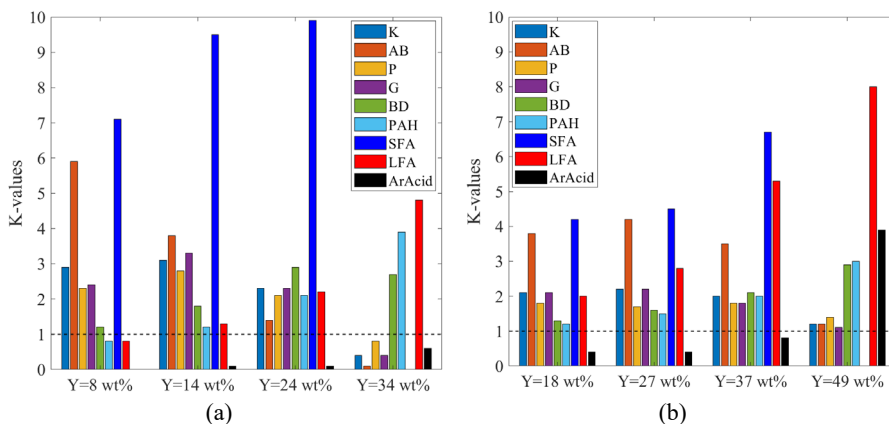 10
9
8
7
6
5
4
3
2
1
0
K-values
K
AB
P
G
BD
PAH
SFA
LFA
ArAcid
Y=8 wt%
Y=14 wt%
Y=24 wt%
Y=34 wt%
(a)
10
9
8
7
6
5
4
3
2
1
0
K-values
K
AB
P
G
BD
PAH
SFA
LFA
ArAcid
Y=18 wt%
Y=27 wt%
Y=37 wt%
Y=49 wt%
(b)